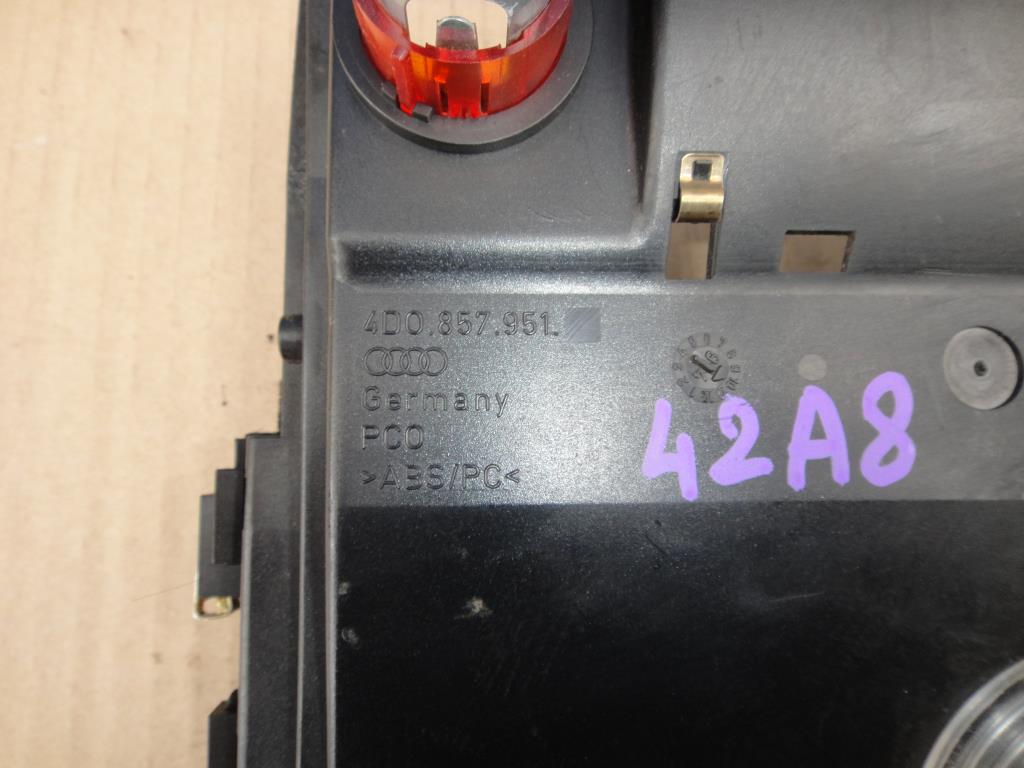 4D0.857.951.
Germany
PCO
>ABS/PC<
42A8